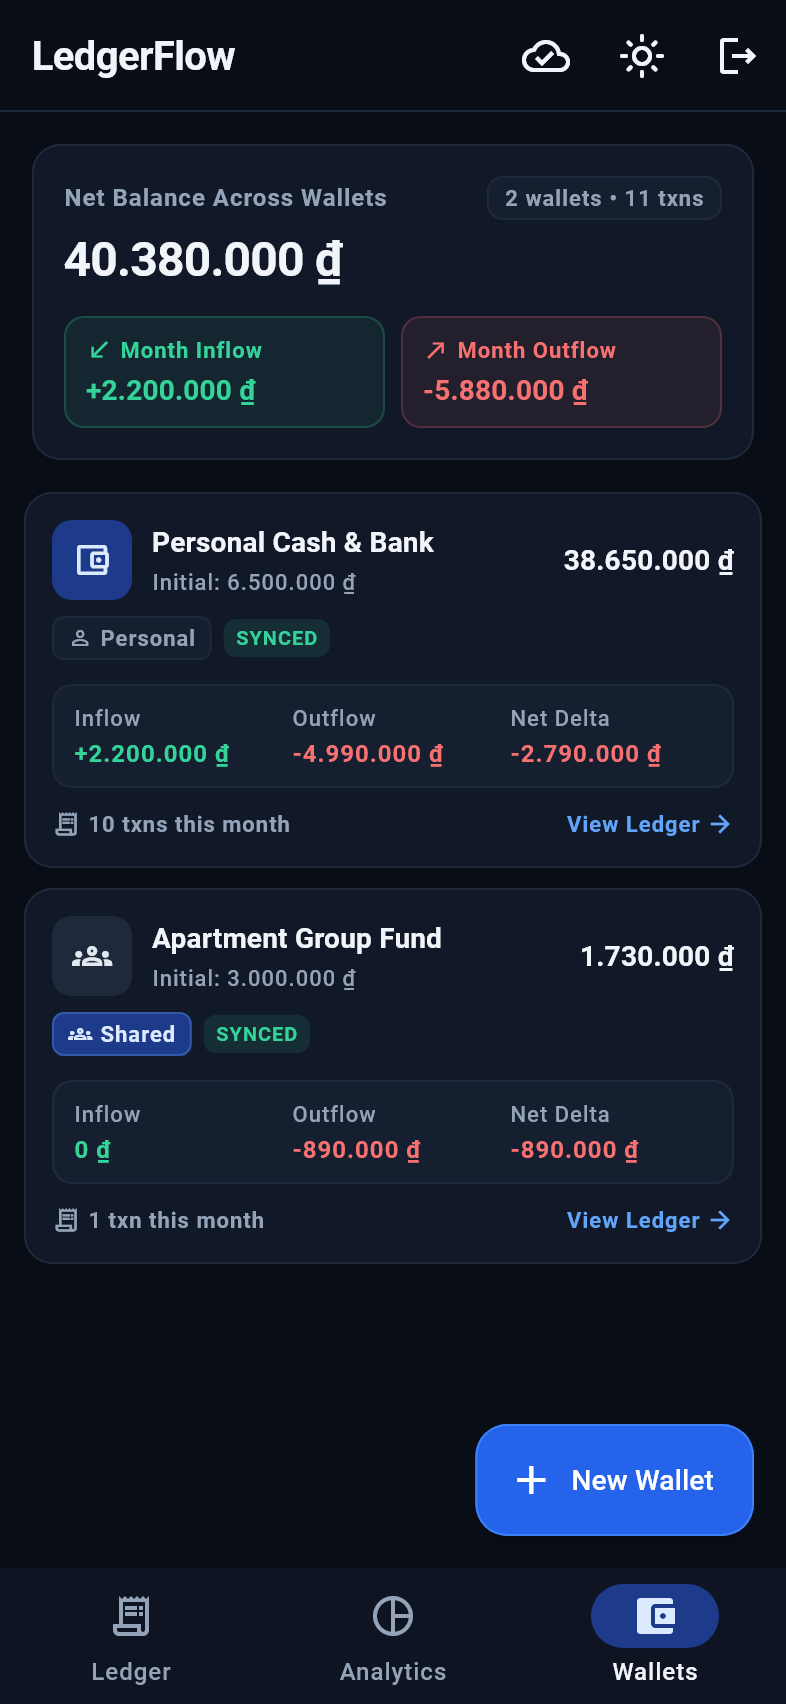 LedgerFlow
Net Balance Across Wallets
2 wallets • 11 txns
40.380.000 ₫
Month Inflow
+2.200.000 ₫
Month Outflow
-5.880.000 ₫
Personal Cash & Bank
Initial: 6.500.000 ₫
38.650.000 ₫
Personal
SYNCED
Inflow
+2.200.000 ₫
Outflow
-4.990.000 ₫
Net Delta
-2.790.000 ₫
10 txns this month
View Ledger →
Apartment Group Fund
Initial: 3.000.000 ₫
1.730.000 ₫
Shared
SYNCED
Inflow
0 ₫
Outflow
-890.000 ₫
Net Delta
-890.000 ₫
1 txn this month
View Ledger →
+ New Wallet
Ledger
Analytics
Wallets